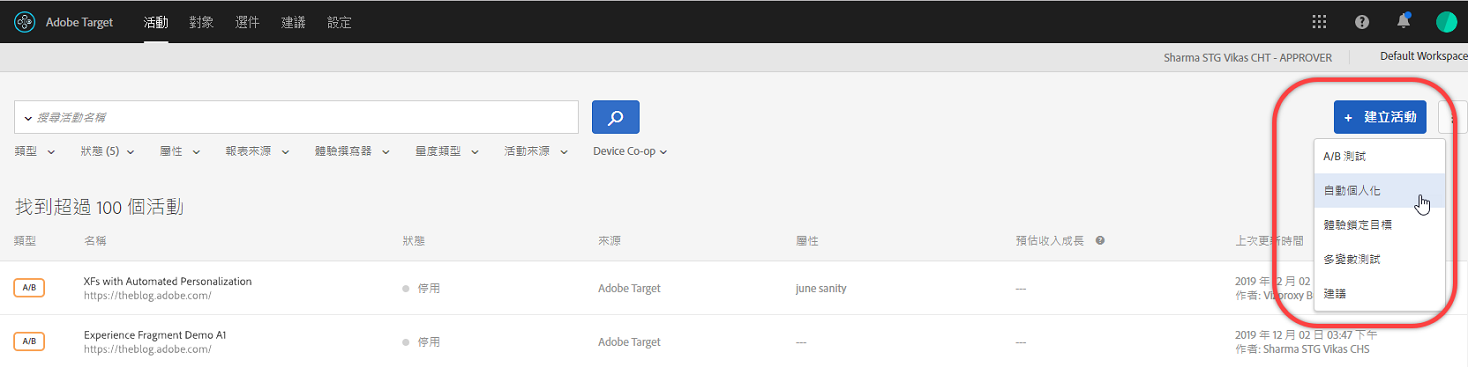 Adobe Target 活動 對象 選件 建議 設定
Sharma STG Vikas CHT - APPROVER Default Workspace
搜尋活動名稱
+ 建立活動
類型 狀態 (5) 屬性 報表來源 體驗撰寫器 量度類型 活動來源 Device Co-op
A/B 測試
自動個人化
體驗鎖定目標
多變數測試
建議
找到超過 100 個活動
類型 名稱 狀態 來源 屬性 預估收入成長 上次更新時間
A/B XFs with Automated Personalization 停用 Adobe Target june sanity --- 2019 年 12 月 02
https://theblog.adobe.com/ 作者:
A/B Experience Fragment Demo A1 停用 Adobe Target --- --- 2019 年 12 月 02 日 03:47 下午
https://theblog.adobe.com/ 作者: Sharma STG Vikas CHS